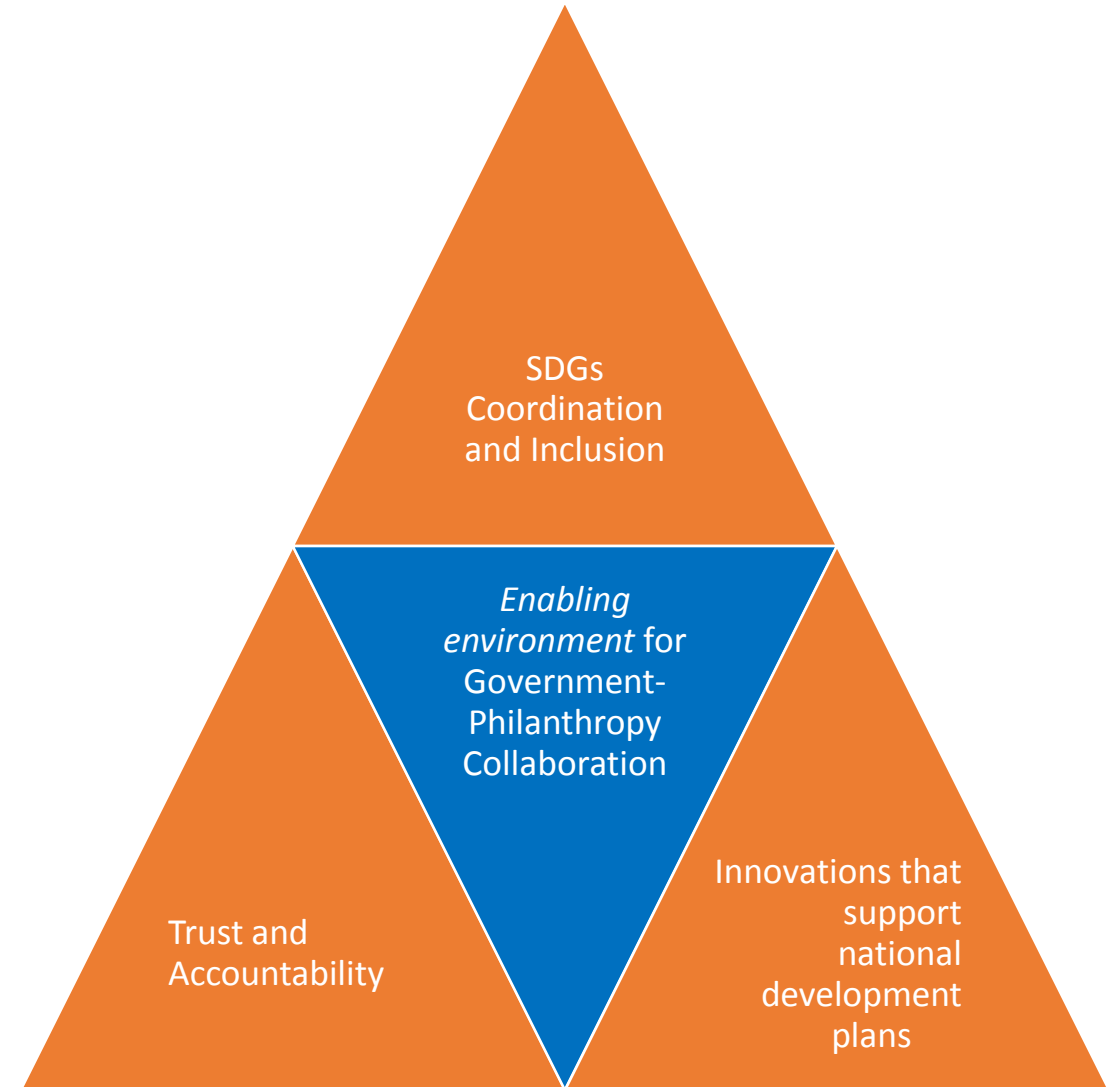 SDGs
Coordination
and Inclusion
Enabling
environment for
Government-
Philanthropy
Collaboration
Trust and
Accountability
Innovations that
support
national
development
plans